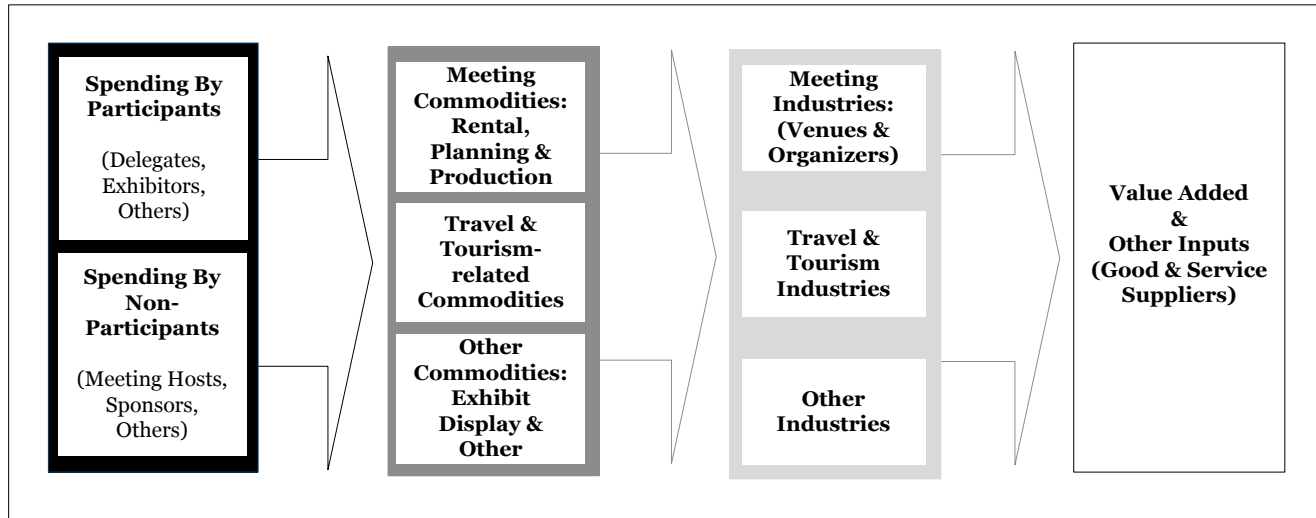 Spending By
Participants
(Delegates,
Exhibitors,
Others)
Spending By
Non-
Participants
(Meeting Hosts,
Sponsors,
Others)
Meeting
Commodities:
Rental,
Planning &
Production
Travel &
Tourism-
related
Commodities
Other
Commodities:
Exhibit
Display &
Other
Meeting
Industries:
(Venues &
Organizers)
Travel &
Tourism
Industries
Other
Industries
Value Added
&
Other Inputs
(Good & Service
Suppliers)